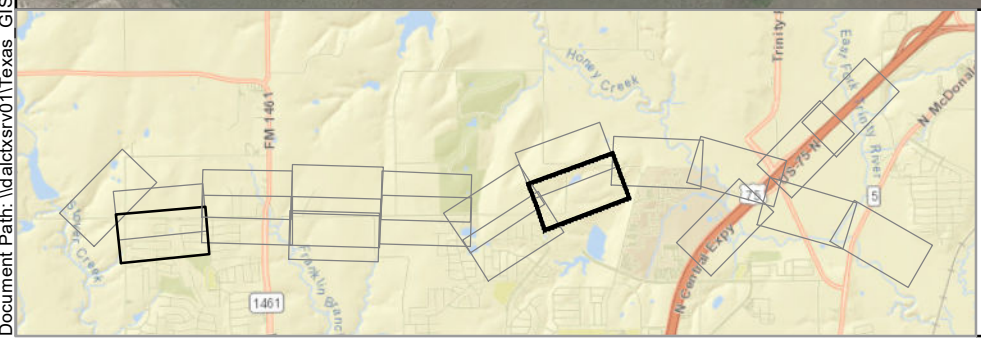 Document Path: \\dalctxsrv01\Texas_GIS
Honey Creek
Trinity
East Fork Trinity River
N McDonal
FM 1461
US-75-N
75
5
Stover Creek
N Central Expy
Franklin Branc
1461